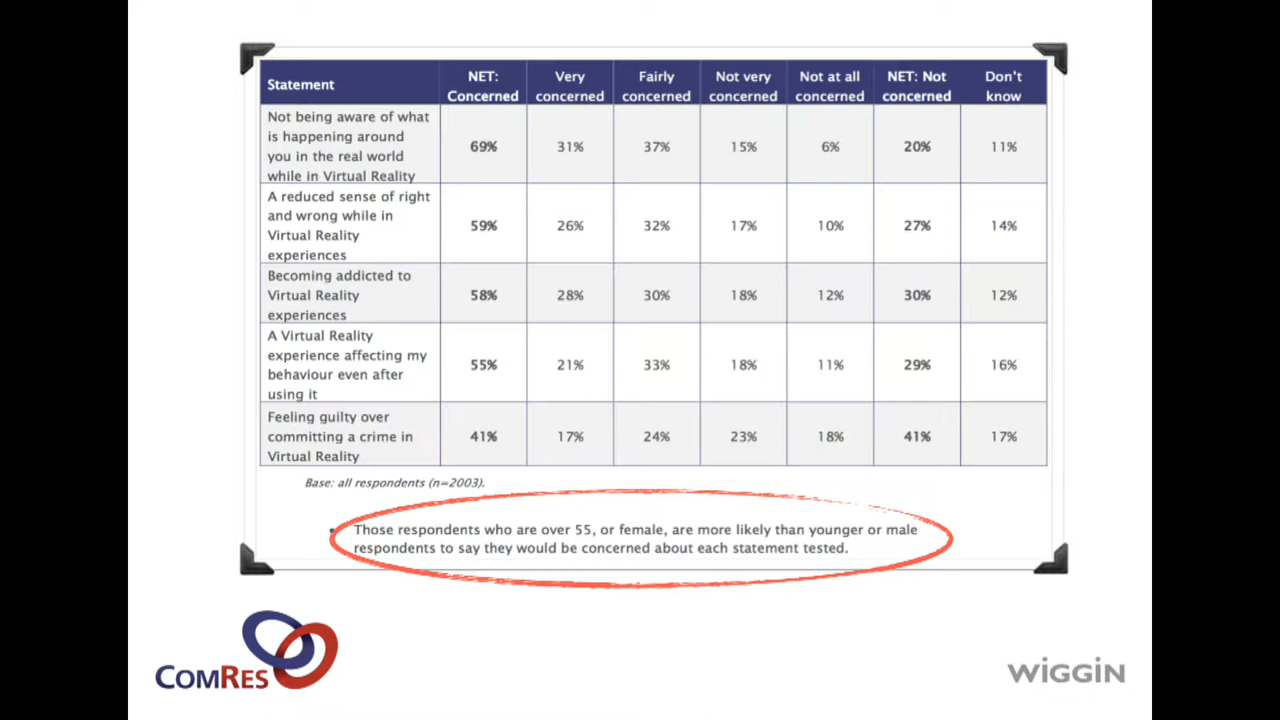 Statement NET: Concerned Very concerned Fairly concerned Not very concerned Not at all concerned NET: Not concerned Don't know
Not being aware of what
is happening around
you in the real world
while in Virtual Reality
69% 31% 37% 15% 6% 20% 11%
A reduced sense of right
and wrong while in
Virtual Reality
experiences
59% 26% 32% 17% 10% 27% 14%
Becoming addicted to
Virtual Reality
experiences
58% 28% 30% 18% 12% 30% 12%
A Virtual Reality
experience affecting my
behaviour even after
using it
55% 21% 33% 18% 11% 29% 16%
Feeling guilty over
committing a crime in
Virtual Reality
41% 17% 24% 23% 18% 41% 17%
Base: all respondents (n=2003).
• Those respondents who are over 55, or female, are more likely than younger or male
respondents to say they would be concerned about each statement tested.
COMRES
WIGGIN